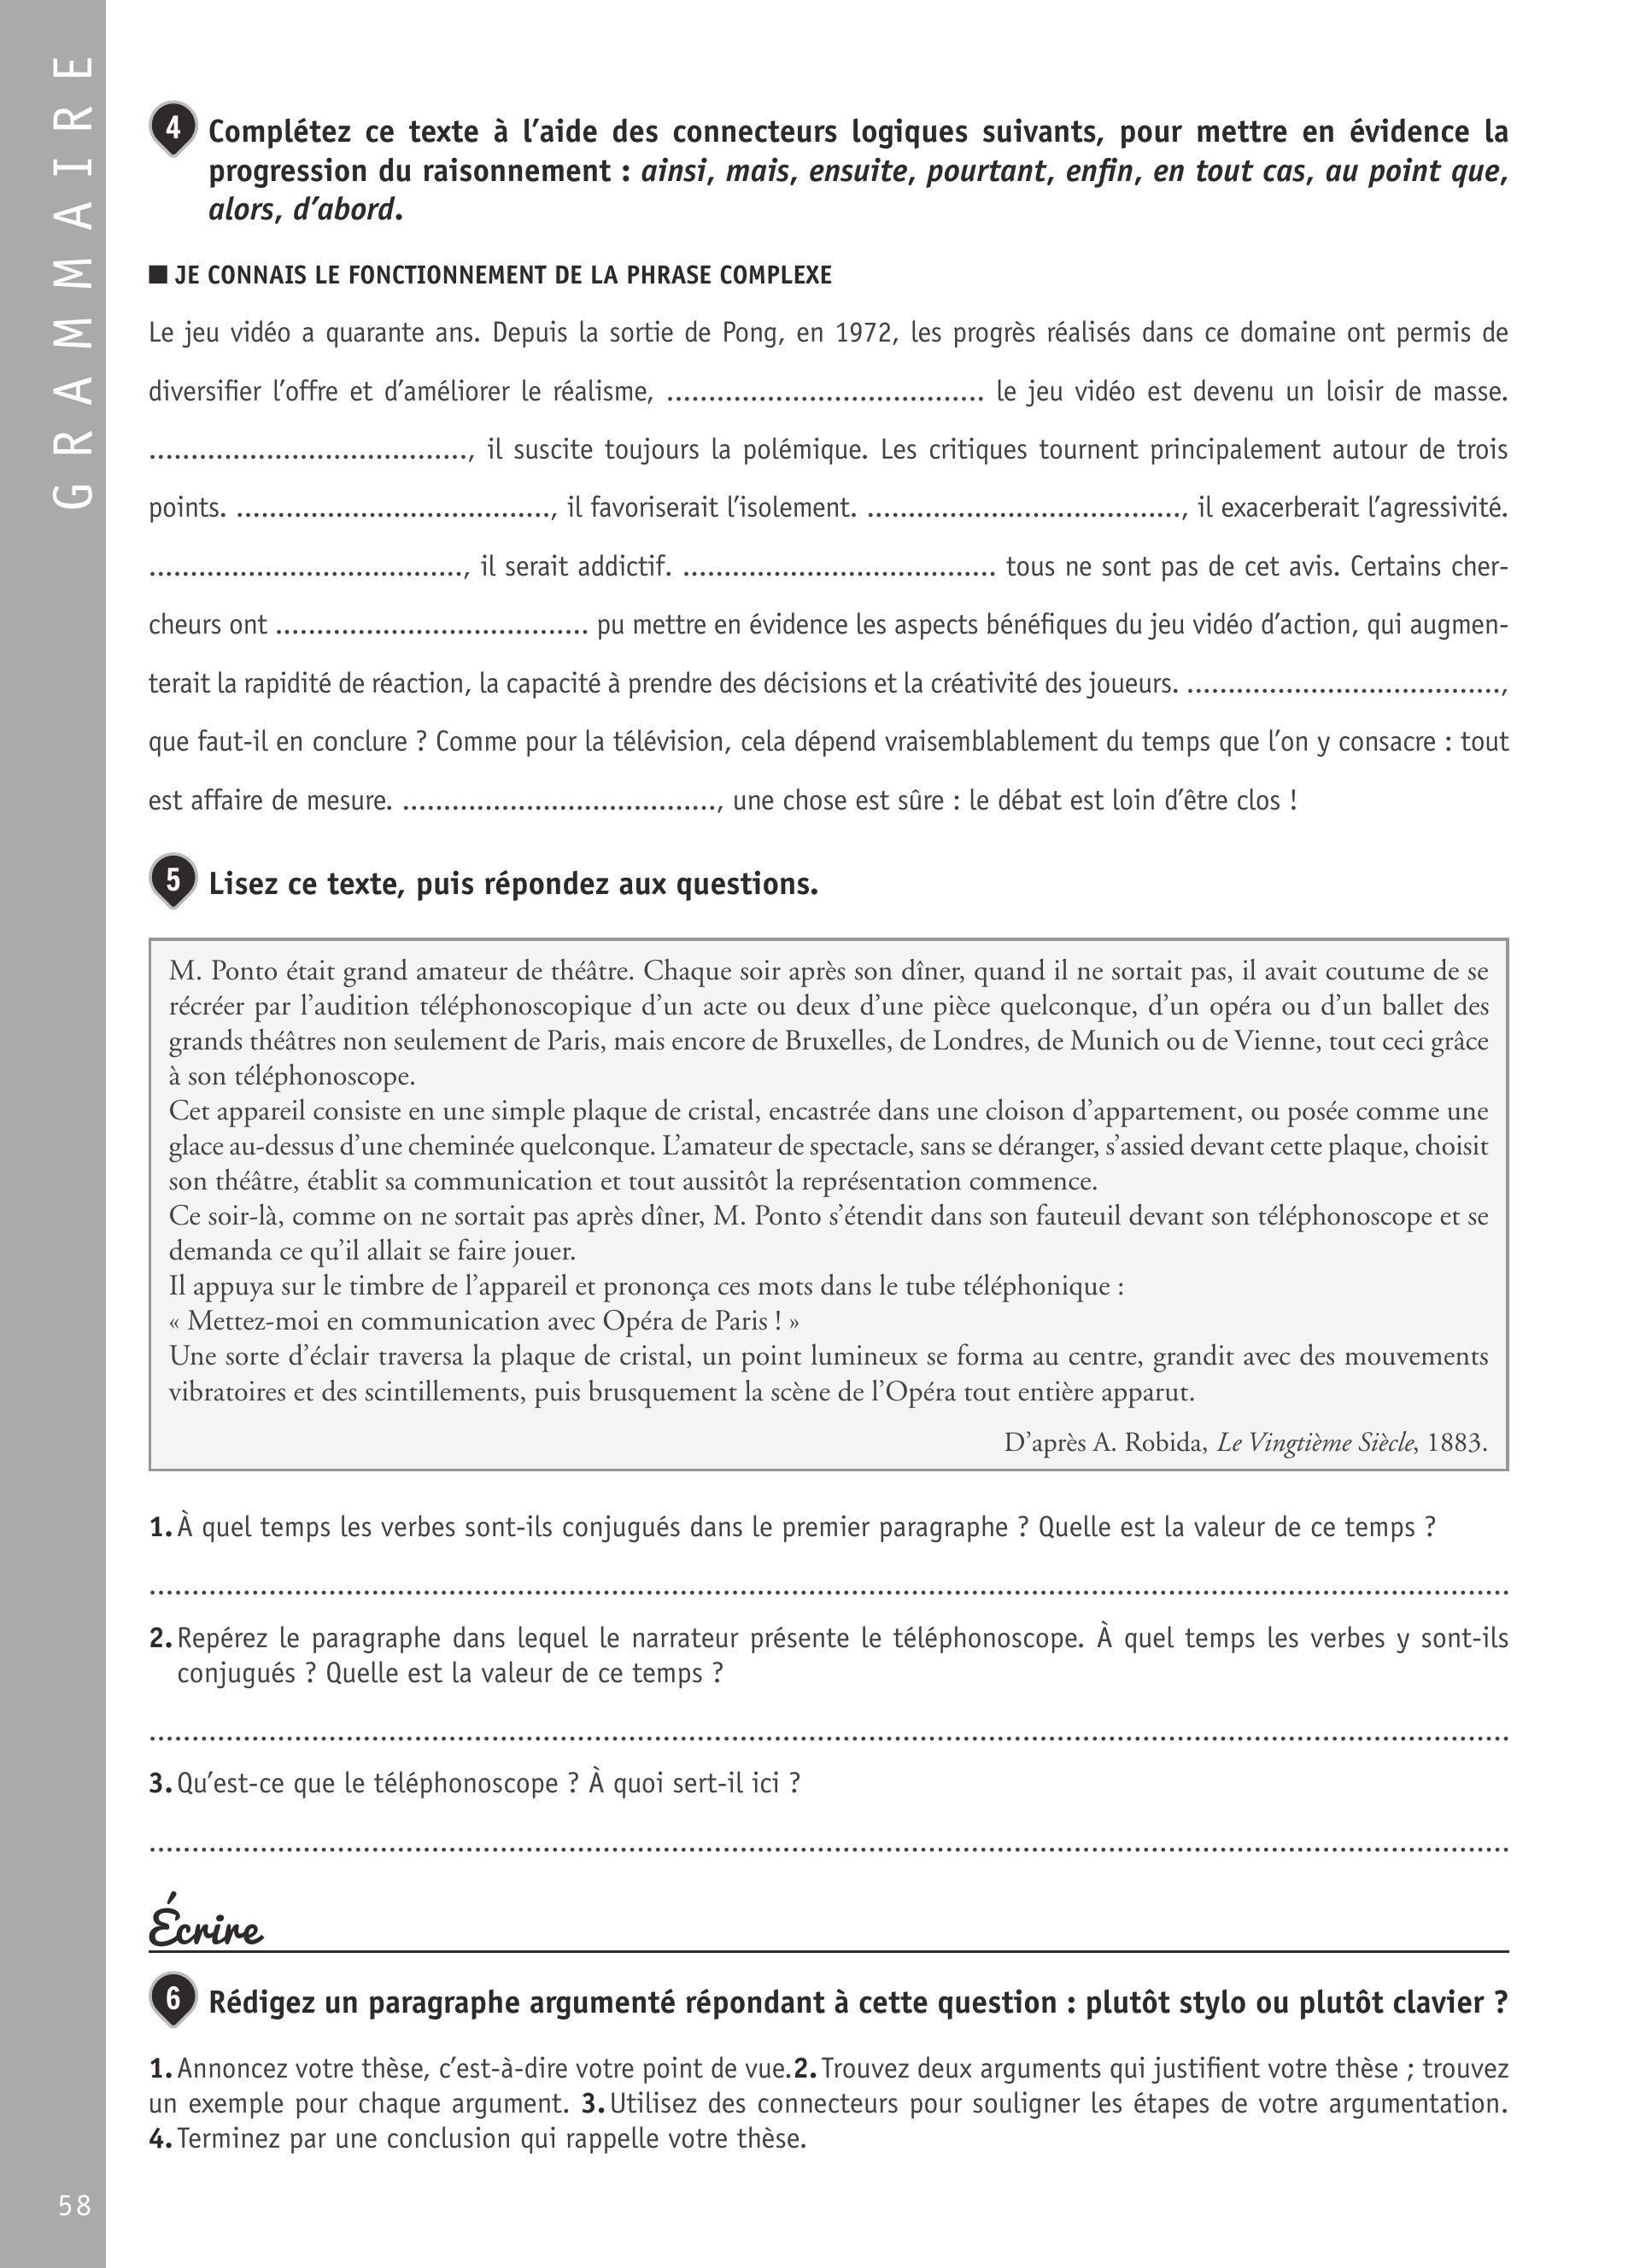 GRAMMAIRE
4 Complétez ce texte à l'aide des connecteurs logiques suivants, pour mettre en évidence la
progression du raisonnement : ainsi, mais, ensuite, pourtant, enfin, en tout cas, au point que,
alors, d'abord.
■ JE CONNAIS LE FONCTIONNEMENT DE LA PHRASE COMPLEXE
Le jeu vidéo a quarante ans. Depuis la sortie de Pong, en 1972, les progrès réalisés dans ce domaine ont permis de
diversifier l'offre et d'améliorer le réalisme, ...................................... le jeu vidéo est devenu un loisir de masse.
......................................, il suscite toujours la polémique. Les critiques tournent principalement autour de trois
points. ......................................, il favoriserait l'isolement. ......................................, il exacerberait l'agressivité.
......................................, il serait addictif. ...................................... tous ne sont pas de cet avis. Certains cher-
cheurs ont ...................................... pu mettre en évidence les aspects bénéfiques du jeu vidéo d'action, qui augmen-
terait la rapidité de réaction, la capacité à prendre des décisions et la créativité des joueurs. ......................................,
que faut-il en conclure ? Comme pour la télévision, cela dépend vraisemblablement du temps que l'on y consacre : tout
est affaire de mesure. ......................................, une chose est sûre : le débat est loin d'être clos !
5 Lisez ce texte, puis répondez aux questions.
M. Ponto était grand amateur de théâtre. Chaque soir après son dîner, quand il ne sortait pas, il avait coutume de se
récréer par l'audition téléphonoscopique d'un acte ou deux d'une pièce quelconque, d'un opéra ou d'un ballet des
grands théâtres non seulement de Paris, mais encore de Bruxelles, de Londres, de Munich ou de Vienne, tout ceci grâce
à son téléphonoscope.
Cet appareil consiste en une simple plaque de cristal, encastrée dans une cloison d'appartement, ou posée comme une
glace au-dessus d'une cheminée quelconque. L'amateur de spectacle, sans se déranger, s'assied devant cette plaque, choisit
son théâtre, établit sa communication et tout aussitôt la représentation commence.
Ce soir-là, comme on ne sortait pas après dîner, M. Ponto s'étendit dans son fauteuil devant son téléphonoscope et se
demanda ce qu'il allait se faire jouer.
Il appuya sur le timbre de l'appareil et prononça ces mots dans le tube téléphonique :
« Mettez-moi en communication avec Opéra de Paris ! »
Une sorte d'éclair traversa la plaque de cristal, un point lumineux se forma au centre, grandit avec des mouvements
vibratoires et des scintillements, puis brusquement la scène de l'Opéra tout entière apparut.
D'après A. Robida, Le Vingtième Siècle, 1883.
1. À quel temps les verbes sont-ils conjugués dans le premier paragraphe ? Quelle est la valeur de ce temps ?
................................................................................
2. Repérez le paragraphe dans lequel le narrateur présente le téléphonoscope. À quel temps les verbes y sont-ils
conjugués ? Quelle est la valeur de ce temps ?
................................................................................
3. Qu'est-ce que le téléphonoscope ? À quoi sert-il ici ?
................................................................................
Écrire
6 Rédigez un paragraphe argumenté répondant à cette question : plutôt stylo ou plutôt clavier ?
1. Annoncez votre thèse, c'est-à-dire votre point de vue. 2. Trouvez deux arguments qui justifient votre thèse ; trouvez
un exemple pour chaque argument. 3. Utilisez des connecteurs pour souligner les étapes de votre argumentation.
4. Terminez par une conclusion qui rappelle votre thèse.
58